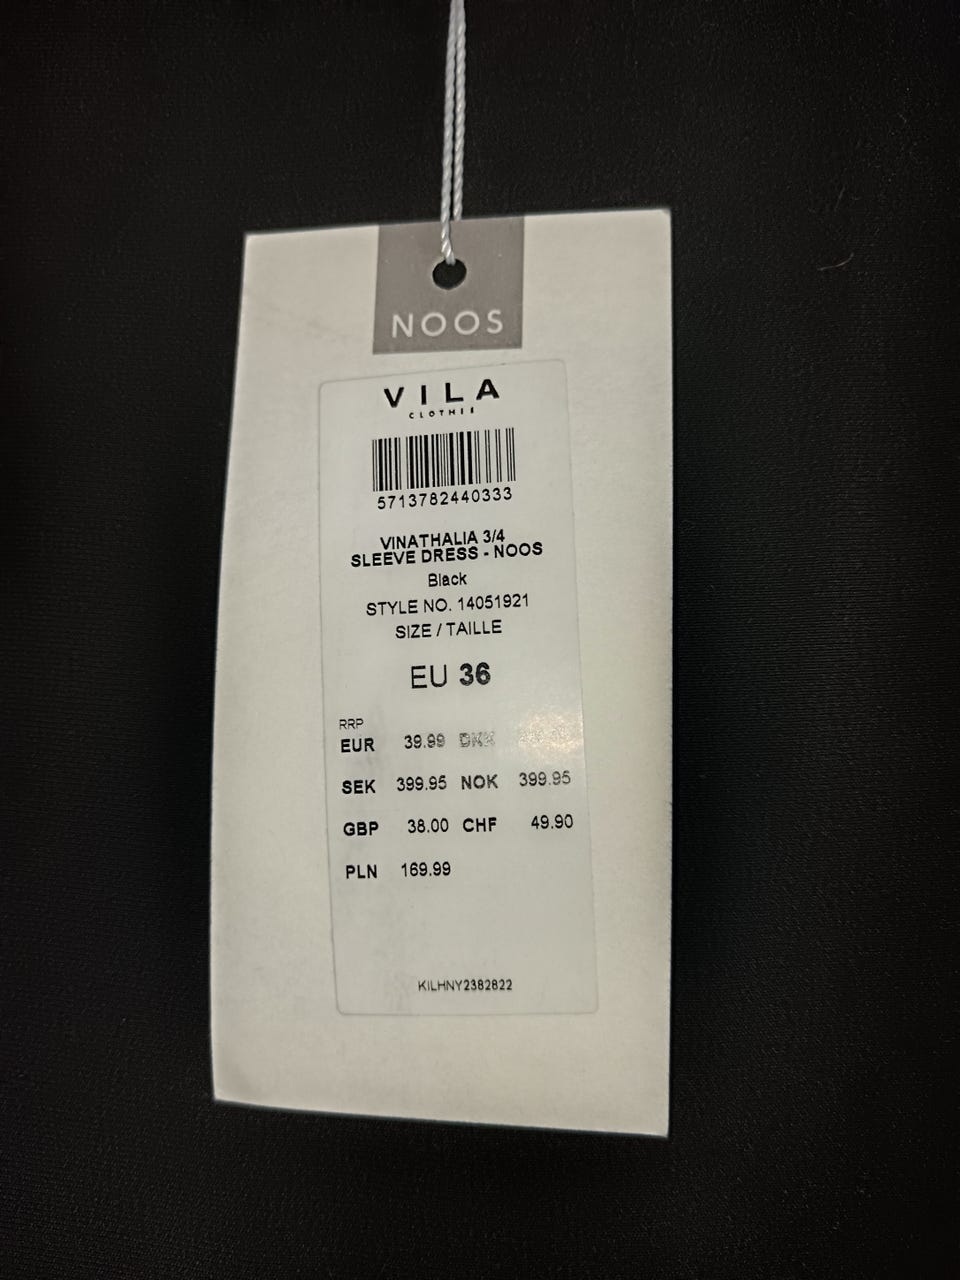 NOOS
VILA
CLOTHES
5713782440333
VINATHALIA 3/4
SLEEVE DRESS - NOOS
Black
STYLE NO. 14051921
SIZE / TAILLE
EU 36
RRP
EUR 39.99 DKK
SEK 399.95 NOK 399.95
GBP 38.00 CHF 49.90
PLN 169.99
KILHNY2382822